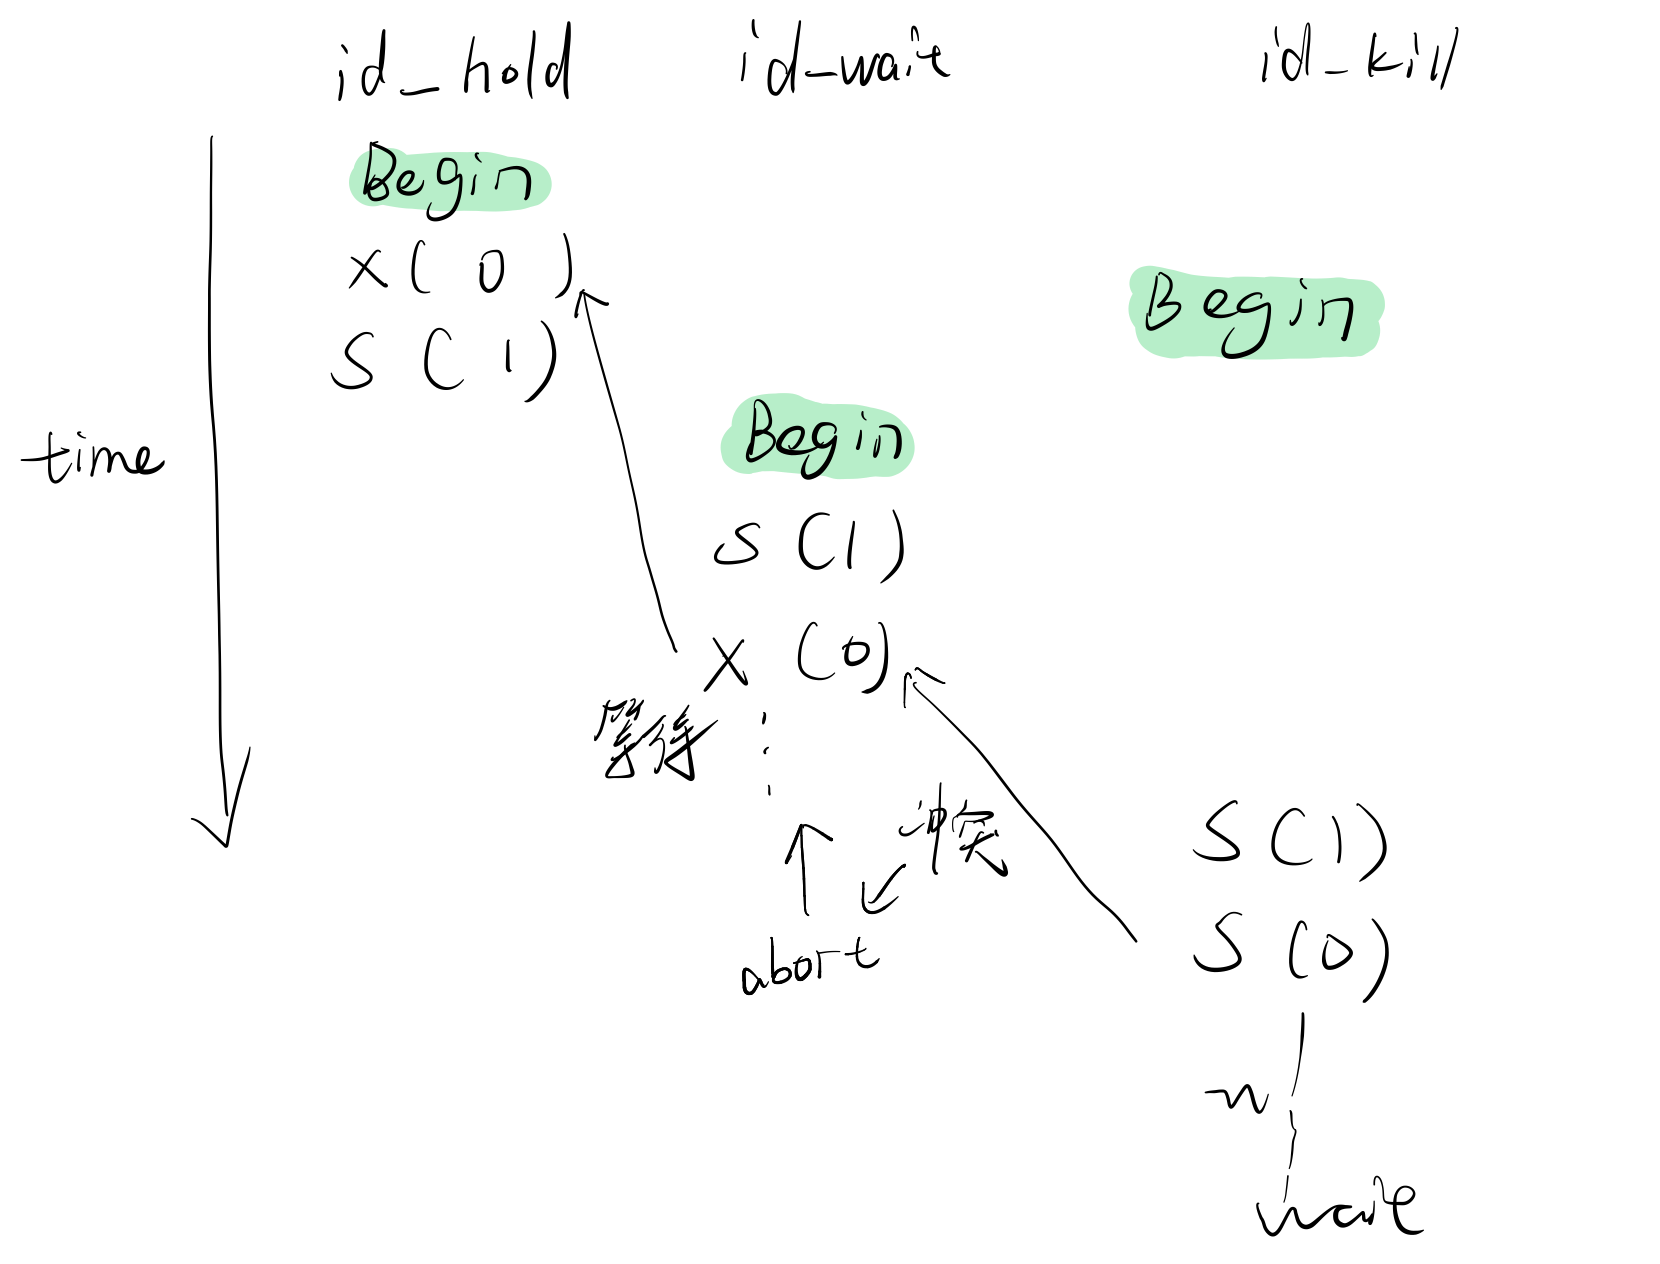 id_hold id_wait id_kill
Begin
X(0)
S(1)
Begin
time
Begin
S(1)
X(0)
等待
冲突
abort
S(1)
S(0)
wait